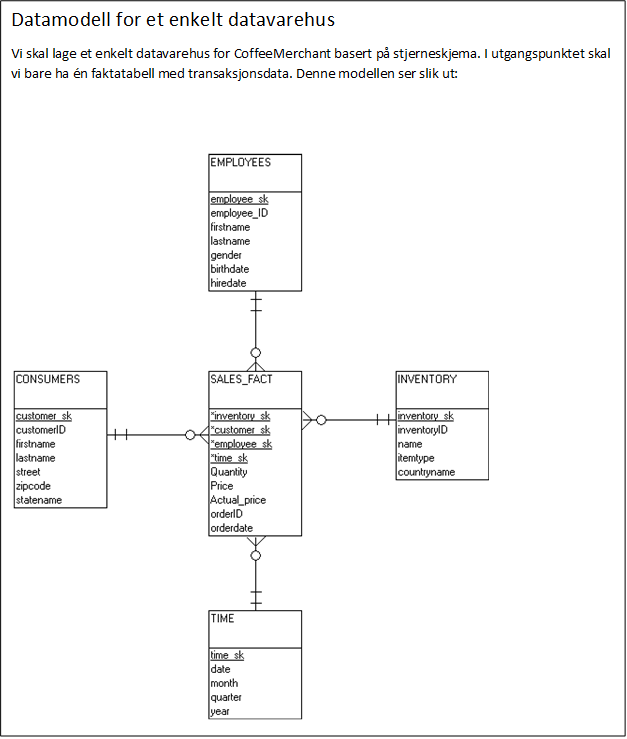 Datamodell for et enkelt datavarehus
Vi skal lage et enkelt datavarehus for CoffeeMerchant basert på stjerneskjema. I utgangspunktet skal
vi bare ha én faktatabell med transaksjonsdata. Denne modellen ser slik ut:
EMPLOYEES
employee_sk
employee_ID
firstname
lastname
gender
birthdate
hiredate
CONSUMERS
customer_sk
customerID
firstname
lastname
street
zipcode
statename
SALES_FACT
*inventory_sk
*customer_sk
*employee_sk
*time_sk
Quantity
Price
Actual_price
orderID
orderdate
INVENTORY
inventory_sk
inventoryID
name
itemtype
countryname
TIME
time_sk
date
month
quarter
year